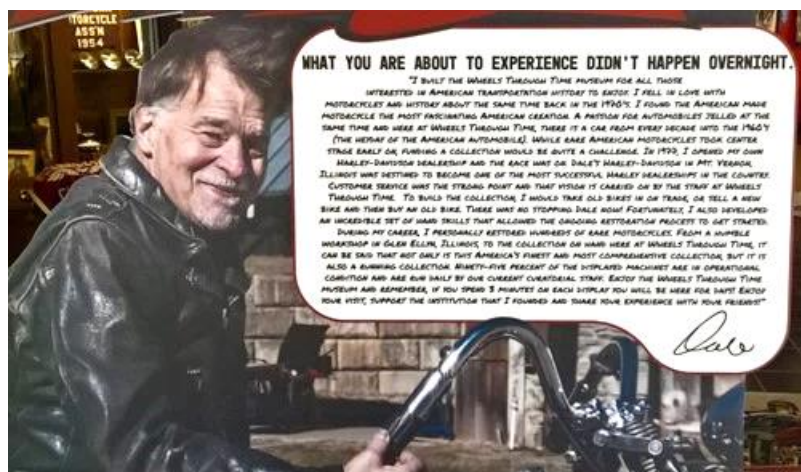 TORCYCLE
ASS'N
1954
WHAT YOU ARE ABOUT TO EXPERIENCE DIDN'T HAPPEN OVERNIGHT.
"I BUILT THE WHEELS THROUGH TIME MUSEUM FOR ALL THOSE
INTERESTED IN AMERICAN TRANSPORTATION HISTORY TO ENJOY. I FELL IN LOVE WITH
MOTORCYCLES AND HISTORY ABOUT THE SAME TIME BACK IN THE 1970'S. I FOUND THE AMERICAN MADE
MOTORCYCLE THE MOST FASCINATING AMERICAN CREATION. A PASSION FOR AUTOMOBILES JELLED AT THE
SAME TIME AND HERE AT WHEELS THROUGH TIME, THERE IS A CAR FROM EVERY DECADE INTO THE 1960'S
(THE HEYDAY OF THE AMERICAN AUTOMOBILE). WHILE RARE AMERICAN MOTORCYCLES TOOK CENTER
STAGE EARLY ON, FUNDING A COLLECTION WOULD BE QUITE A CHALLENGE. IN 1979, I OPENED MY OWN
HARLEY-DAVIDSON DEALERSHIP AND THE RACE WAS ON. DALE'S HARLEY-DAVIDSON IN MT. VERNON,
ILLINOIS WAS DESTINED TO BECOME ONE OF THE MOST SUCCESSFUL HARLEY DEALERSHIPS IN THE COUNTRY.
CUSTOMER SERVICE WAS THE STRONG POINT AND THAT VISION IS CARRIED ON BY THE STAFF AT WHEELS
THROUGH TIME. TO BUILD THE COLLECTION, I WOULD TAKE OLD BIKES IN ON TRADE, OR SELL A NEW
BIKE AND THEN BUY AN OLD BIKE. THERE WAS NO STOPPING DALE NOW! FORTUNATELY, I ALSO DEVELOPED
AN INCREDIBLE SET OF HAND SKILLS THAT ALLOWED THE ONGOING RESTORATION PROCESS TO GET STARTED.
DURING MY CAREER, I PERSONALLY RESTORED HUNDREDS OF RARE MOTORCYCLES. FROM A HUMBLE
WORKSHOP IN GLEN ELLYN, ILLINOIS, TO THE COLLECTION ON HAND HERE AT WHEELS THROUGH TIME, IT
CAN BE SAID THAT NOT ONLY IS THIS AMERICA'S FINEST AND MOST COMPREHENSIVE COLLECTION, BUT IT IS
ALSO A RUNNING COLLECTION. NINETY-FIVE PERCENT OF THE DISPLAYED MACHINES ARE IN OPERATIONAL
CONDITION AND ARE RUN DAILY BY OUR CURRENT CURATORIAL STAFF. ENJOY THE WHEELS THROUGH TIME
MUSEUM AND REMEMBER, IF YOU SPEND 3 MINUTES ON EACH DISPLAY YOU WILL BE HERE FOR DAYS! ENJOY
YOUR VISIT, SUPPORT THE INSTITUTION THAT I FOUNDED AND SHARE YOUR EXPERIENCE WITH YOUR FRIENDS!"
Dale